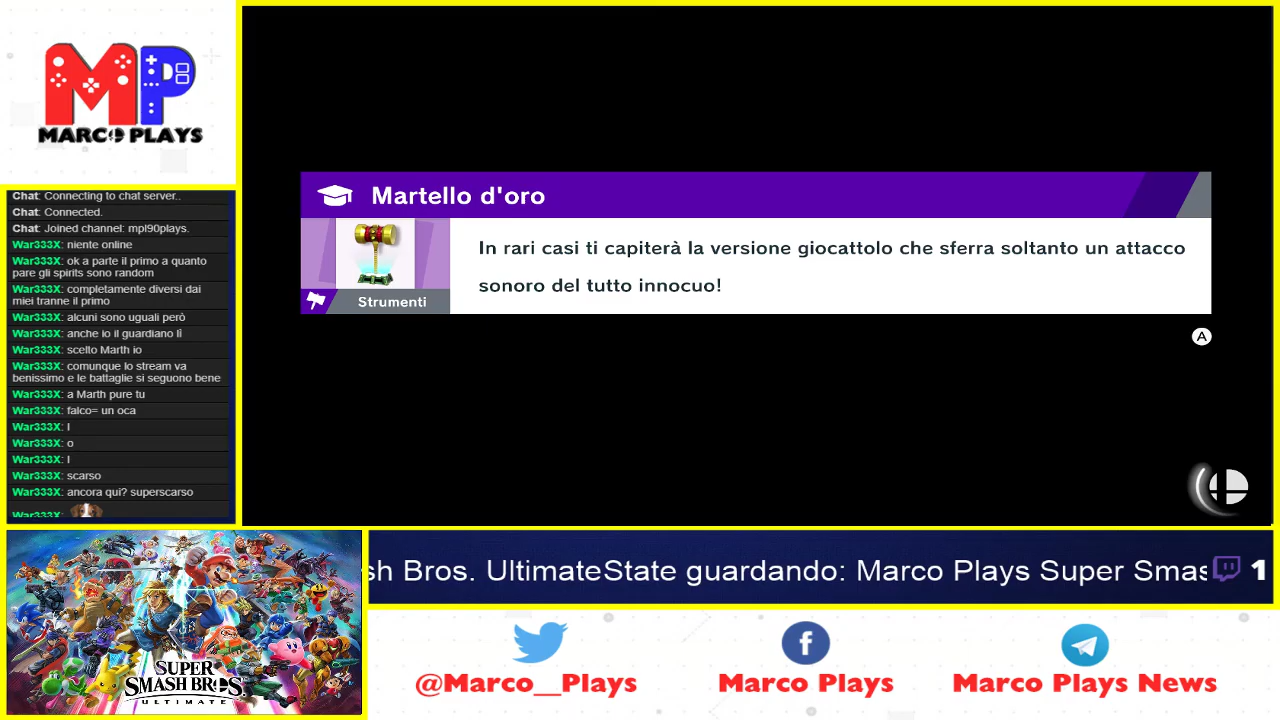 MP
MARCO PLAYS
Chat: Connecting to chat server..
Chat: Connected.
Chat: Joined channel: mpl90plays.
War333X: niente online
War333X: ok a parte il primo a quanto
pare gli spirits sono random
War333X: completamente diversi dai
miei tranne il primo
War333X: alcuni sono uguali però
War333X: anche io il guardiano lì
War333X: scelto Marth io
War333X: comunque lo stream va
benissimo e le battaglie si seguono bene
War333X: a Marth pure tu
War333X: falco= un oca
War333X: l
War333X: o
War333X: l
War333X: scarso
War333X: ancora qui? superscarso
War333X:
Martello d'oro
In rari casi ti capiterà la versione giocattolo che sferra soltanto un attacco
sonoro del tutto innocuo!
Strumenti
A
SUPER
SMASH BROS.
ULTIMATE
sh Bros. UltimateState guardando: Marco Plays Super Smas
1
@Marco__Plays
Marco Plays
Marco Plays News